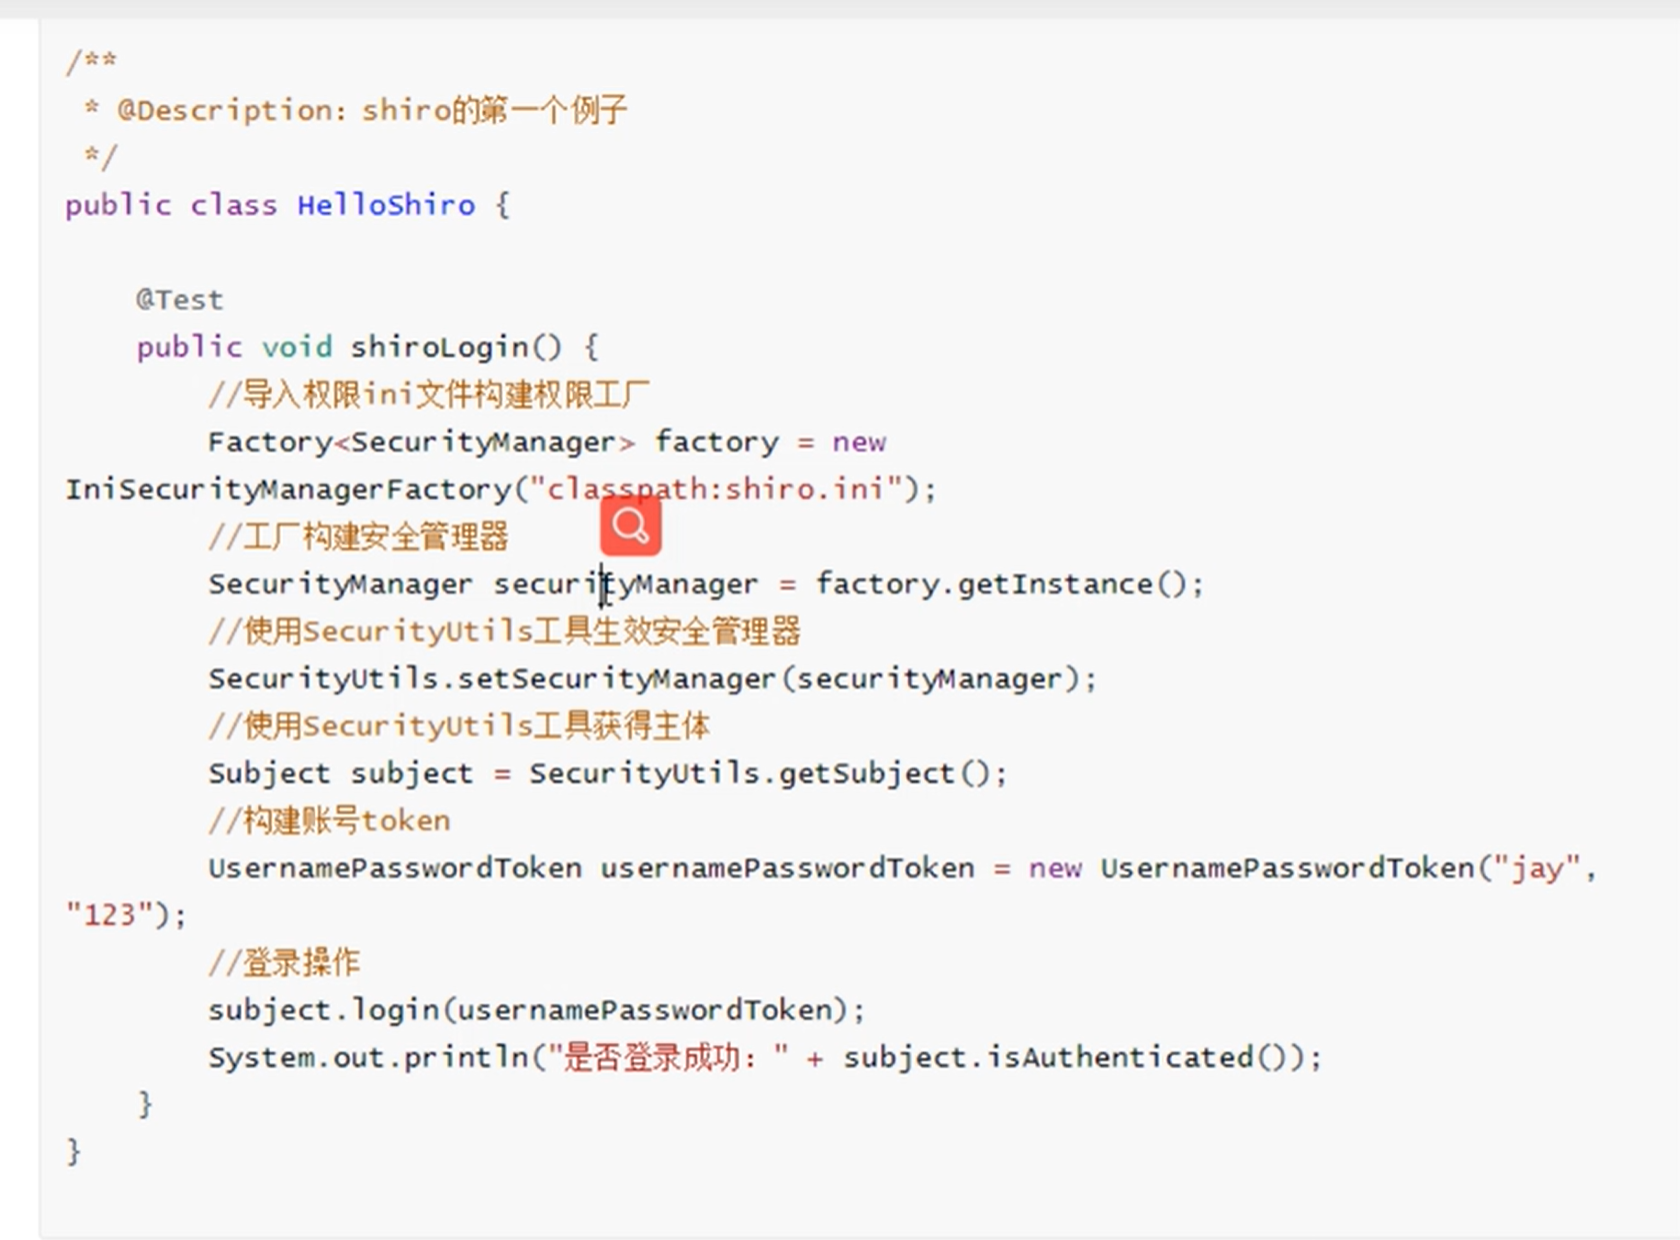 /**
 * @Description：shiro的第一个例子
 */
public class HelloShiro {
    @Test
    public void shiroLogin() {
        //导入权限ini文件构建权限工厂
        Factory<SecurityManager> factory = new
IniSecurityManagerFactory("classpath:shiro.ini");
        //工厂构建安全管理器
        SecurityManager securityManager = factory.getInstance();
        //使用SecurityUtils工具生效安全管理器
        SecurityUtils.setSecurityManager(securityManager);
        //使用SecurityUtils工具获得主体
        Subject subject = SecurityUtils.getSubject();
        //构建账号token
        UsernamePasswordToken usernamePasswordToken = new UsernamePasswordToken("jay",
"123");
        //登录操作
        subject.login(usernamePasswordToken);
        System.out.println("是否登录成功：" + subject.isAuthenticated());
    }
}